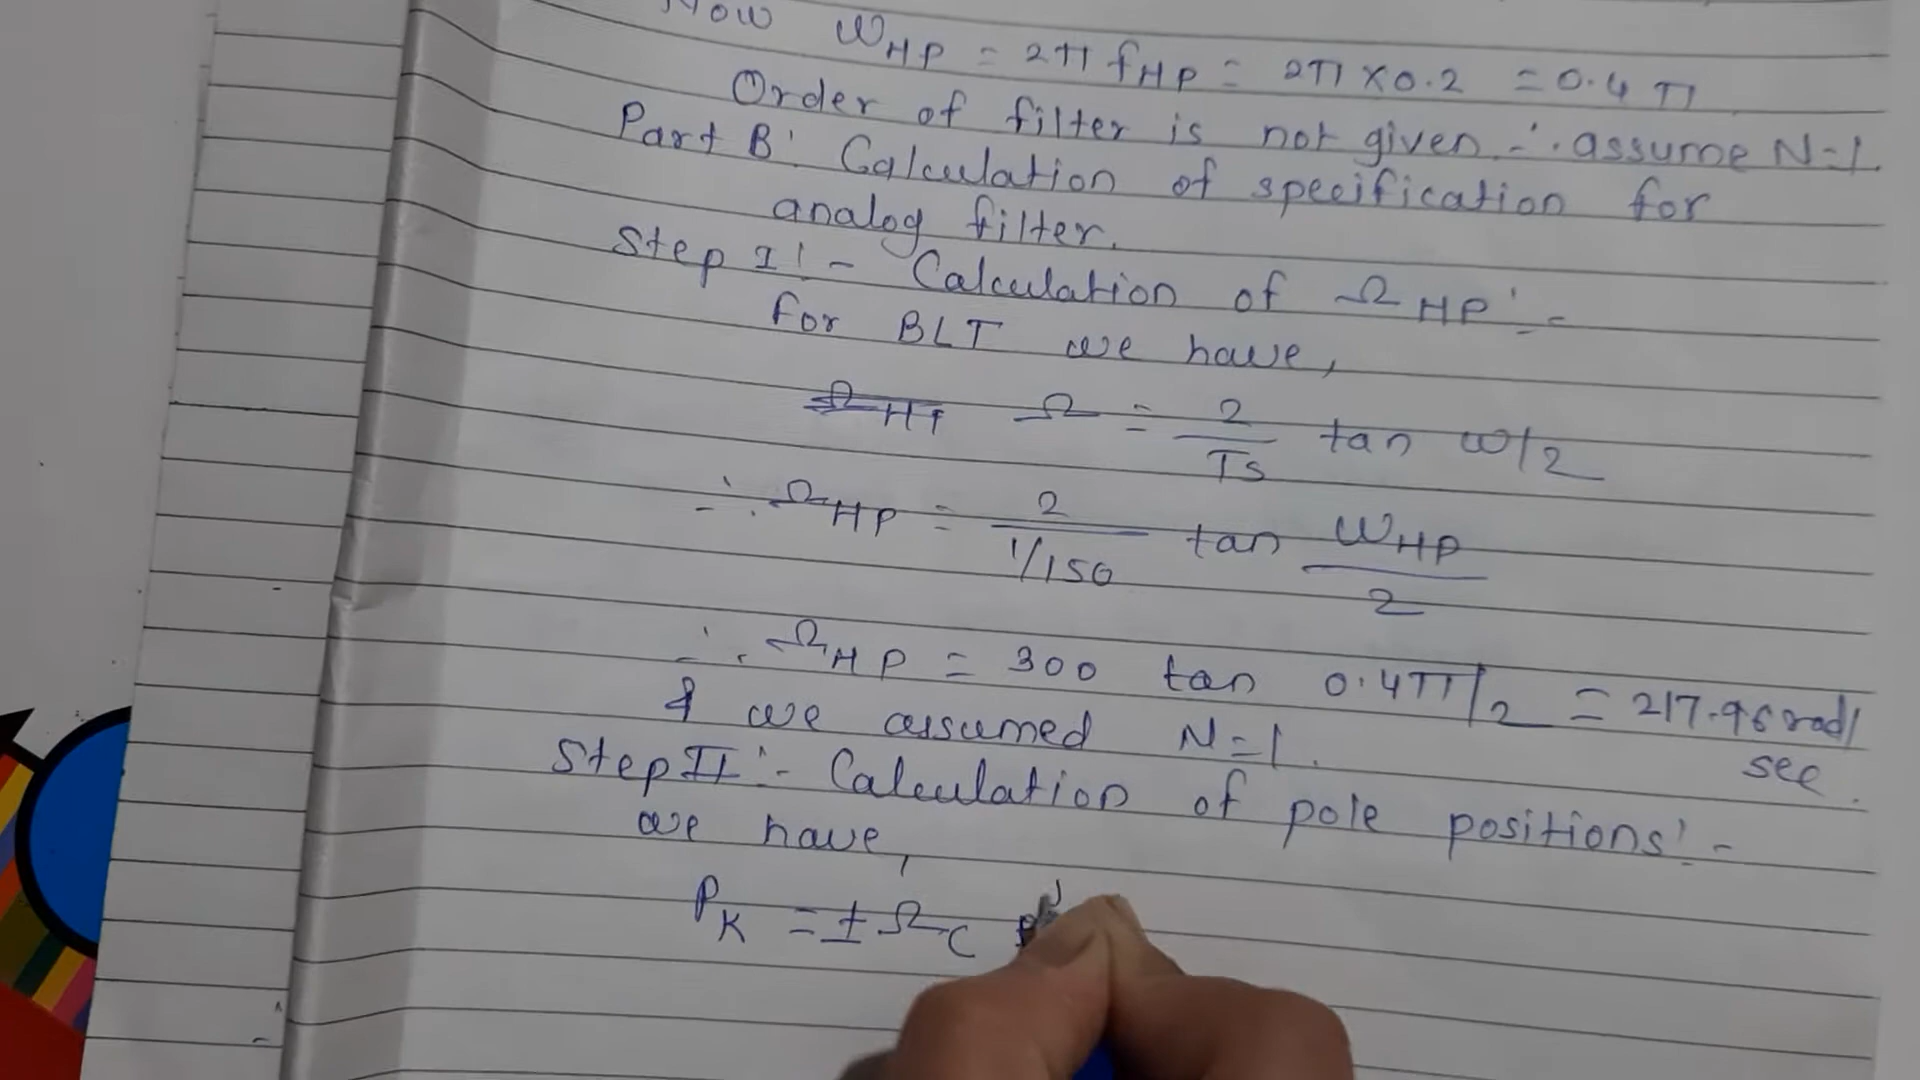 Now ω_HP = 2π f_HP = 2π × 0.2 = 0.4 π
Order of filter is not given ∴ assume N=1.
Part B: Calculation of specification for
analog filter.
Step I :- Calculation of Ω_HP :-
for BLT we have,
Ω = 2/Ts tan ω/2
∴ Ω_HP = 2/(1/150) tan ω_HP/2
∴ Ω_HP = 300 tan 0.4π/2 = 217.96 rad/sec.
& we assumed N=1.
Step II :- Calculation of pole positions :-
we have,
P_K = ± Ω_C